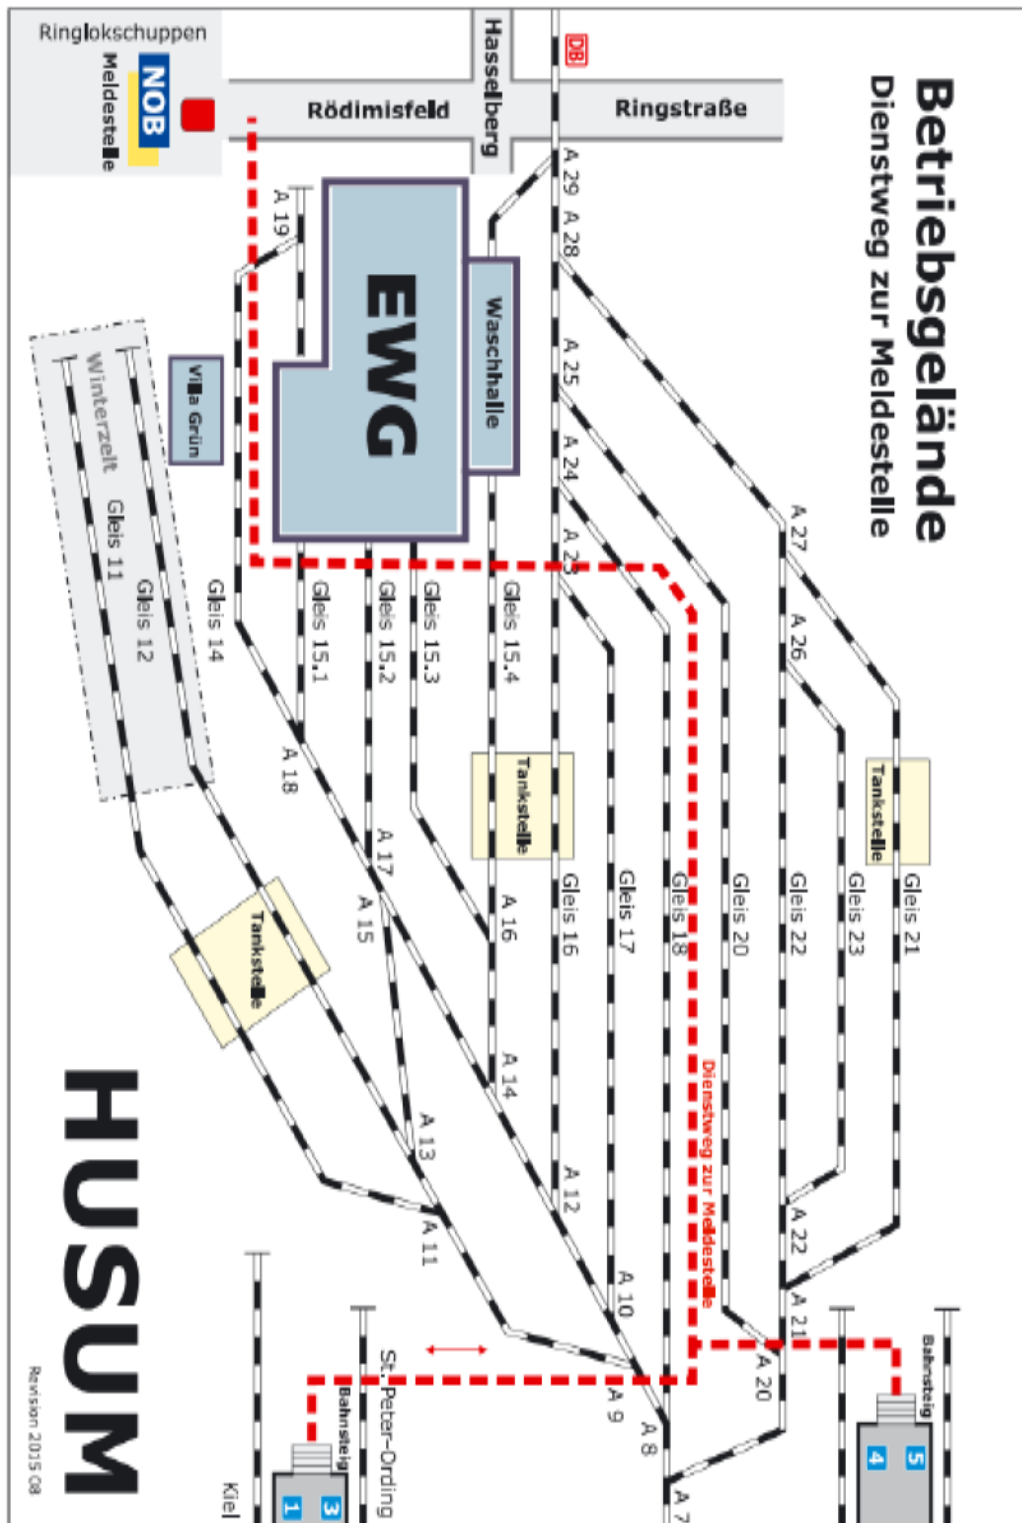 Betriebsgelände
Dienstweg zur Meldestelle
Ringlokschuppen
NOB
Meldestelle
Rödimisfeld
Hasselberg
Ringstraße
DB
A 29
A 28
A 19
EWG
Waschhalle
Villa Grün
Winterzelt
A 25
A 24
A 23
A 27
A 26
Gleis 11
Gleis 12
Gleis 14
Gleis 15.1
Gleis 15.2
Gleis 15.3
Gleis 15.4
A 18
A 17
A 15
A 16
Tankstelle
Tankstelle
Tankstelle
Gleis 16
Gleis 17
Gleis 18
Gleis 20
Gleis 22
Gleis 23
Gleis 21
A 14
A 13
A 12
A 11
A 10
Dienstweg zur Meldestelle
A 22
A 21
A 20
A 9
A 8
A 7
Bahnsteig
5
4
St. Peter-Ording
Bahnsteig
3
1
Kiel
HUSUM
Revision 2015 08